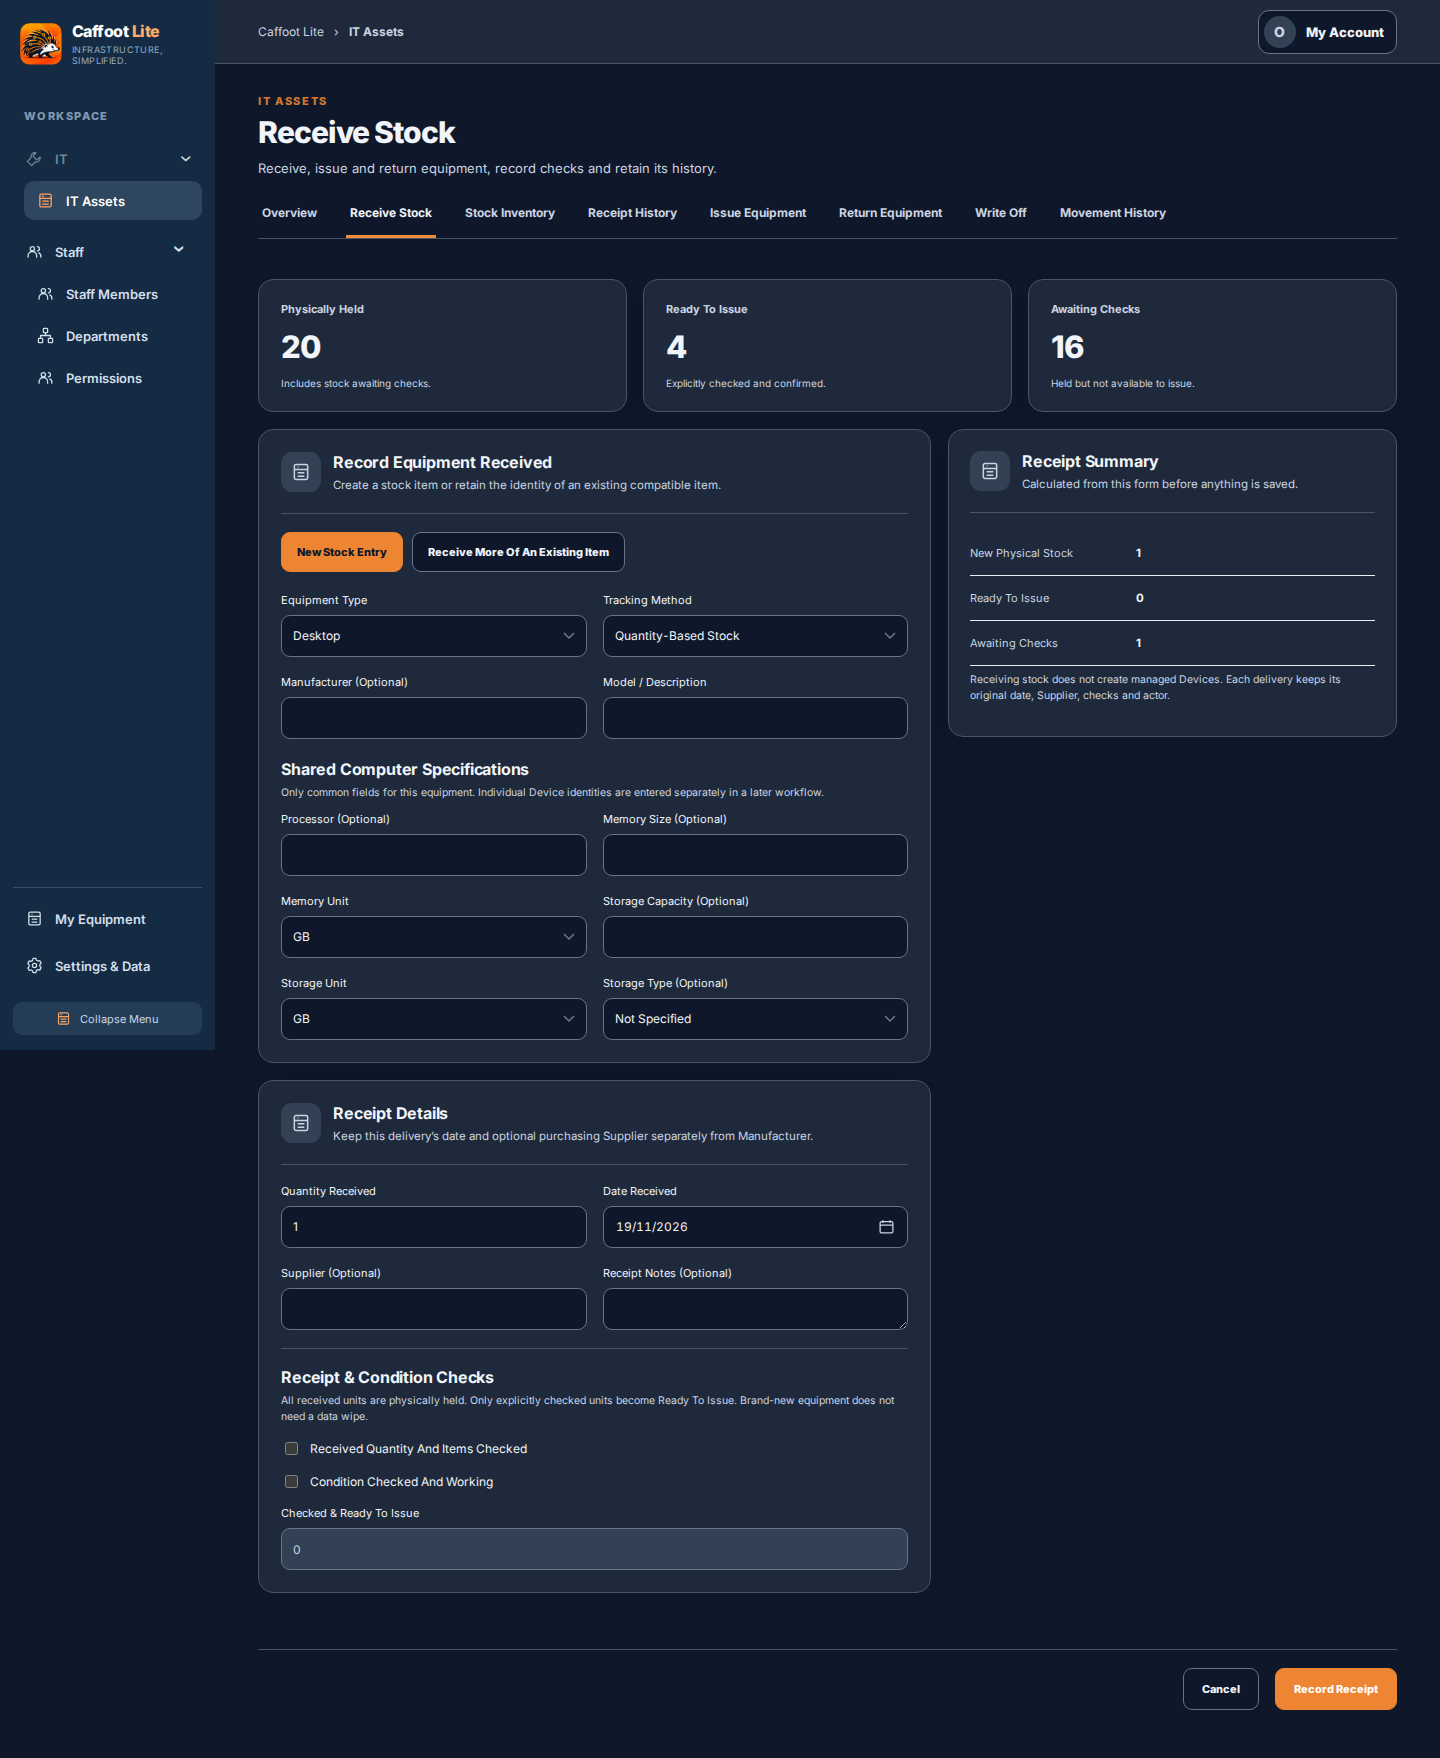 Caffoot Lite
INFRASTRUCTURE,
SIMPLIFIED.
WORKSPACE
IT
IT Assets
Staff
Staff Members
Departments
Permissions
My Equipment
Settings & Data
Collapse Menu
Caffoot Lite › IT Assets
O My Account
IT ASSETS
Receive Stock
Receive, issue and return equipment, record checks and retain its history.
Overview Receive Stock Stock Inventory Receipt History Issue Equipment Return Equipment Write Off Movement History
Physically Held
20
Includes stock awaiting checks.
Ready To Issue
4
Explicitly checked and confirmed.
Awaiting Checks
16
Held but not available to issue.
Record Equipment Received
Create a stock item or retain the identity of an existing compatible item.
New Stock Entry Receive More Of An Existing Item
Equipment Type Tracking Method
Desktop Quantity-Based Stock
Manufacturer (Optional) Model / Description
Shared Computer Specifications
Only common fields for this equipment. Individual Device identities are entered separately in a later workflow.
Processor (Optional) Memory Size (Optional)
Memory Unit Storage Capacity (Optional)
GB
Storage Unit Storage Type (Optional)
GB Not Specified
Receipt Summary
Calculated from this form before anything is saved.
New Physical Stock 1
Ready To Issue 0
Awaiting Checks 1
Receiving stock does not create managed Devices. Each delivery keeps its
original date, Supplier, checks and actor.
Receipt Details
Keep this delivery's date and optional purchasing Supplier separately from Manufacturer.
Quantity Received Date Received
1 19/11/2026
Supplier (Optional) Receipt Notes (Optional)
Receipt & Condition Checks
All received units are physically held. Only explicitly checked units become Ready To Issue. Brand-new equipment does not
need a data wipe.
Received Quantity And Items Checked
Condition Checked And Working
Checked & Ready To Issue
0
Cancel Record Receipt